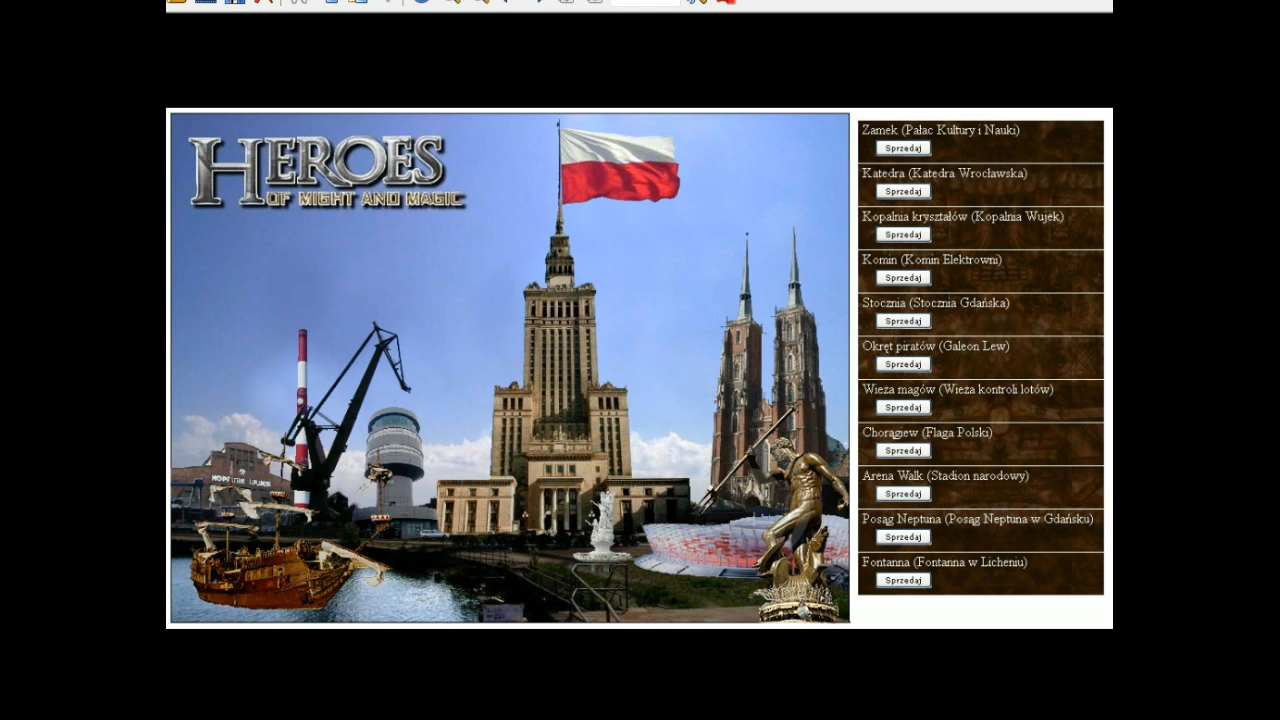 HEROES
OF MIGHT AND MAGIC
Zamek (Pałac Kultury i Nauki)
Sprzedaj
Katedra (Katedra Wrocławska)
Sprzedaj
Kopalnia kryształów (Kopalnia Wujek)
Sprzedaj
Komin (Komin Elektrowni)
Sprzedaj
Stocznia (Stocznia Gdańska)
Sprzedaj
Okręt piratów (Galeon Lew)
Sprzedaj
Wieża magów (Wieża kontroli lotów)
Sprzedaj
Chorągiew (Flaga Polski)
Sprzedaj
Arena Walk (Stadion narodowy)
Sprzedaj
Posąg Neptuna (Posąg Neptuna w Gdańsku)
Sprzedaj
Fontanna (Fontanna w Licheniu)
Sprzedaj